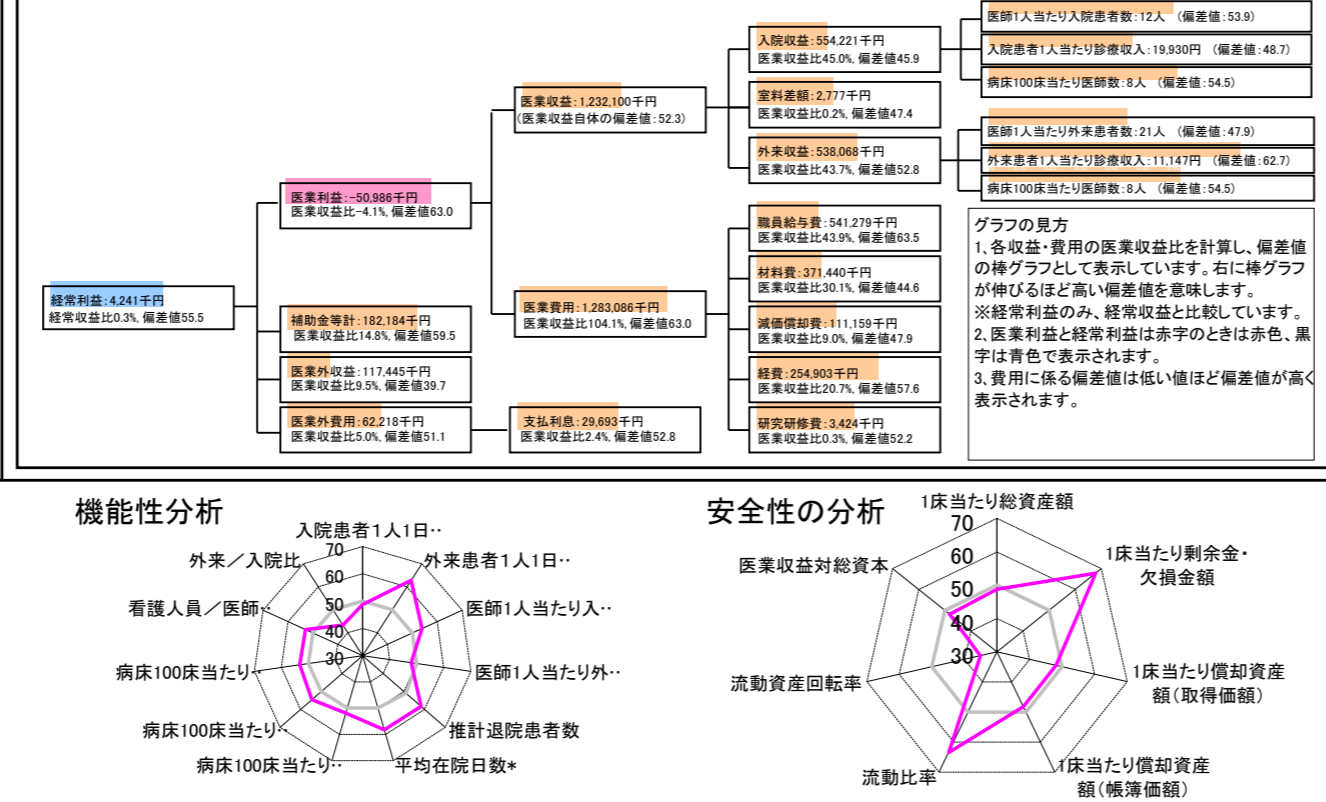 経常利益:4,241千円
経常収益比0.3%, 偏差値55.5
医業利益:-50,986千円
医業収益比-4.1%, 偏差値63.0
補助金等計:182,184千円
医業収益比14.8%, 偏差値59.5
医業外収益:117,445千円
医業収益比9.5%, 偏差値39.7
医業外費用:62,218千円
医業収益比5.0%, 偏差値51.1
支払利息:29,693千円
医業収益比2.4%, 偏差値52.8
医業収益:1,232,100千円
(医業収益自体の偏差値:52.3)
医業費用:1,283,086千円
医業収益比104.1%, 偏差値63.0
入院収益:554,221千円
医業収益比45.0%, 偏差値45.9
室料差額:2,777千円
医業収益比0.2%, 偏差値47.4
外来収益:538,068千円
医業収益比43.7%, 偏差値52.8
職員給与費:541,279千円
医業収益比43.9%, 偏差値63.5
材料費:371,440千円
医業収益比30.1%, 偏差値44.6
減価償却費:111,159千円
医業収益比9.0%, 偏差値47.9
経費:254,903千円
医業収益比20.7%, 偏差値57.6
研究研修費:3,424千円
医業収益比0.3%, 偏差値52.2
医師1人当たり入院患者数:12人 (偏差値:53.9)
入院患者1人当たり診療収入:19,930円 (偏差値:48.7)
病床100床当たり医師数:8人 (偏差値:54.5)
医師1人当たり外来患者数:21人 (偏差値:47.9)
外来患者1人当たり診療収入:11,147円 (偏差値:62.7)
病床100床当たり医師数:8人 (偏差値:54.5)
グラフの見方
1、各収益・費用の医業収益比を計算し、偏差値
の棒グラフとして表示しています。右に棒グラフ
が伸びるほど高い偏差値を意味します。
※経常利益のみ、経常収益と比較しています。
2、医業利益と経常利益は赤字のときは赤色、黒
字は青色で表示されます。
3、費用に係る偏差値は低い値ほど偏差値が高く
表示されます。
機能性分析
入院患者1人1日‥
外来患者1人1日‥
医師1人当たり入‥
医師1人当たり外‥
推計退院患者数
平均在院日数*
病床100床当たり‥
病床100床当たり‥
病床100床当たり‥
看護人員/医師‥
外来/入院比
70
60
50
40
30
安全性の分析
1床当たり総資産額
1床当たり剰余金・
欠損金額
1床当たり償却資産
額(取得価額)
1床当たり償却資産
額(帳簿価額)
流動比率
流動資産回転率
医業収益対総資本
70
60
50
40
30